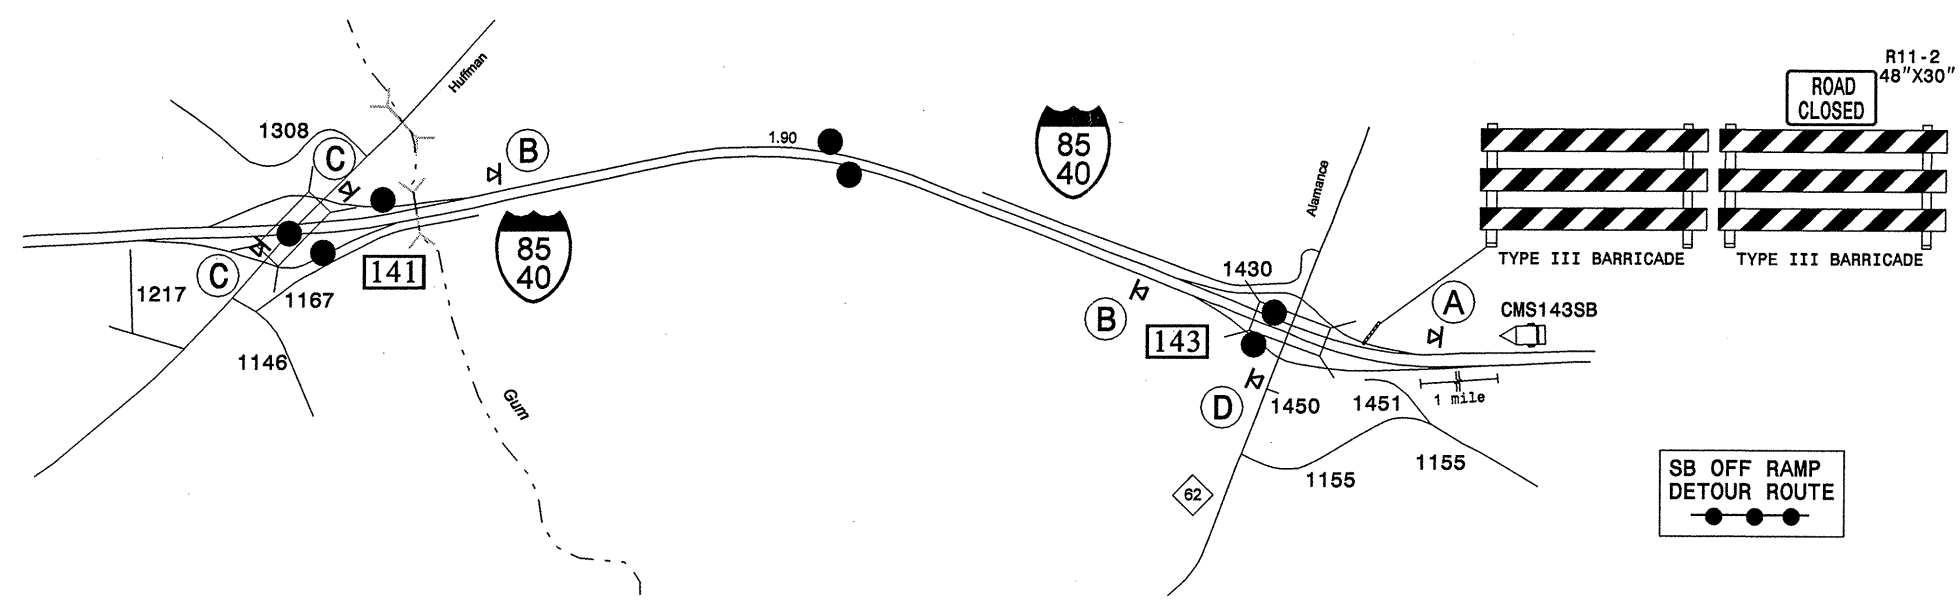 Huffman
1308
C
B
1.90
85
40
Alamance
R11-2
48"X30"
ROAD
CLOSED
TYPE III BARRICADE
TYPE III BARRICADE
85
40
141
C
1217
1167
1146
Gum
1430
B
143
A
CMS143SB
1 mile
D
1450
1451
1155
1155
62
SB OFF RAMP
DETOUR ROUTE